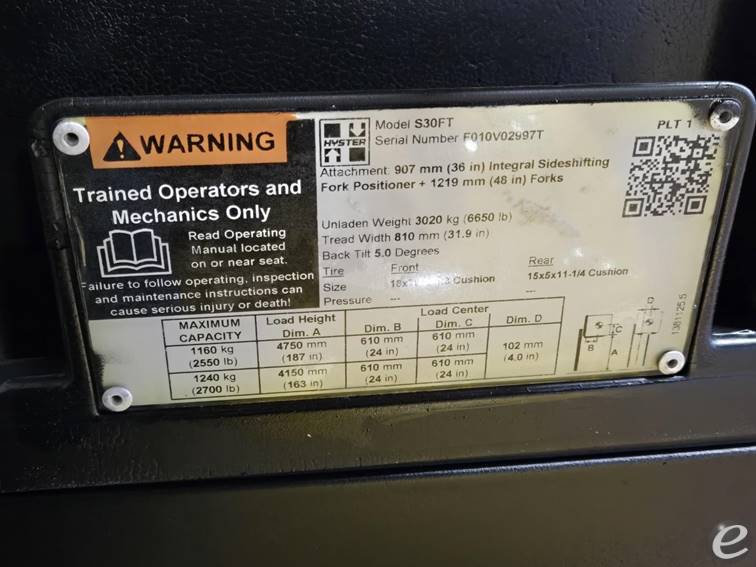 WARNING
Trained Operators and
Mechanics Only
Read Operating
Manual located
on or near seat.
Failure to follow operating, inspection
and maintenance instructions can
cause serious injury or death!
HYSTER
Model S30FT
Serial Number F010V02997T
PLT 1
Attachment: 907 mm (36 in) Integral Sideshifting
Fork Positioner + 1219 mm (48 in) Forks
Unladen Weight 3020 kg (6650 lb)
Tread Width 810 mm (31.9 in)
Back Tilt 5.0 Degrees
Tire Front Rear
Size Cushion 15x5x11-1/4 Cushion
Pressure --- ---
MAXIMUM CAPACITY Load Height Dim. A Load Center
Dim. B Dim. C Dim. D
1160 kg (2550 lb) 4750 mm (187 in) 610 mm (24 in) 610 mm (24 in) 102 mm (4.0 in)
1240 kg (2700 lb) 4150 mm (163 in) 610 mm (24 in) 610 mm (24 in)
D
C
B A
1381125 5
e